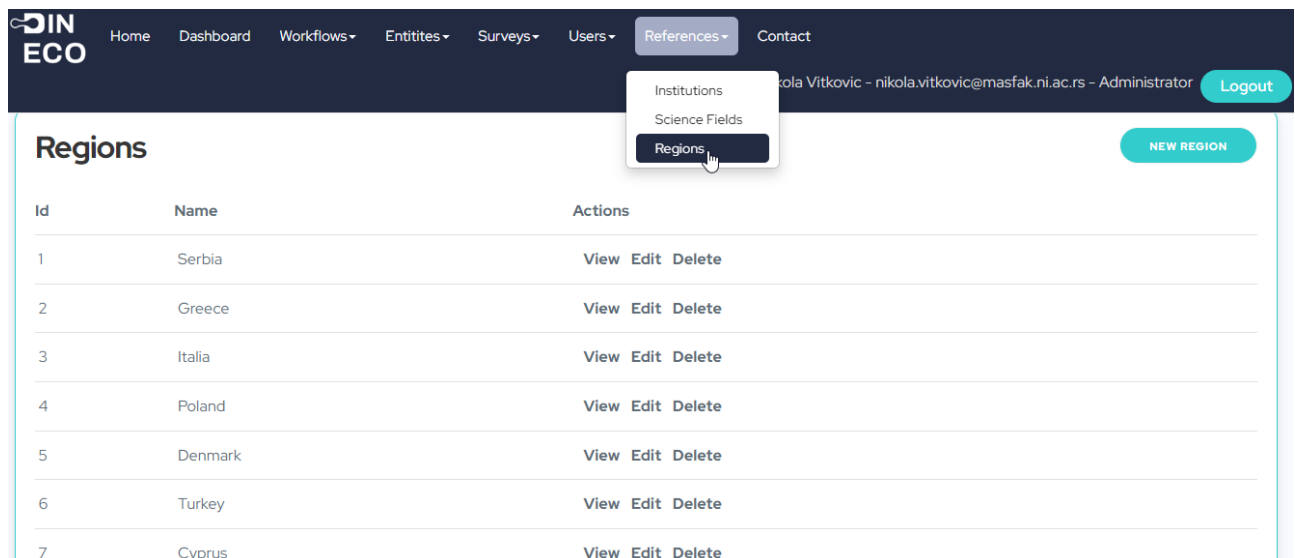 DIN
ECO
Home Dashboard Workflows Entitites Surveys Users References Contact
kola Vitkovic - nikola.vitkovic@masfak.ni.ac.rs - Administrator Logout
Institutions
Science Fields
Regions
Regions NEW REGION
Id Name Actions
1 Serbia View Edit Delete
2 Greece View Edit Delete
3 Italia View Edit Delete
4 Poland View Edit Delete
5 Denmark View Edit Delete
6 Turkey View Edit Delete
7 Cyprus View Edit Delete